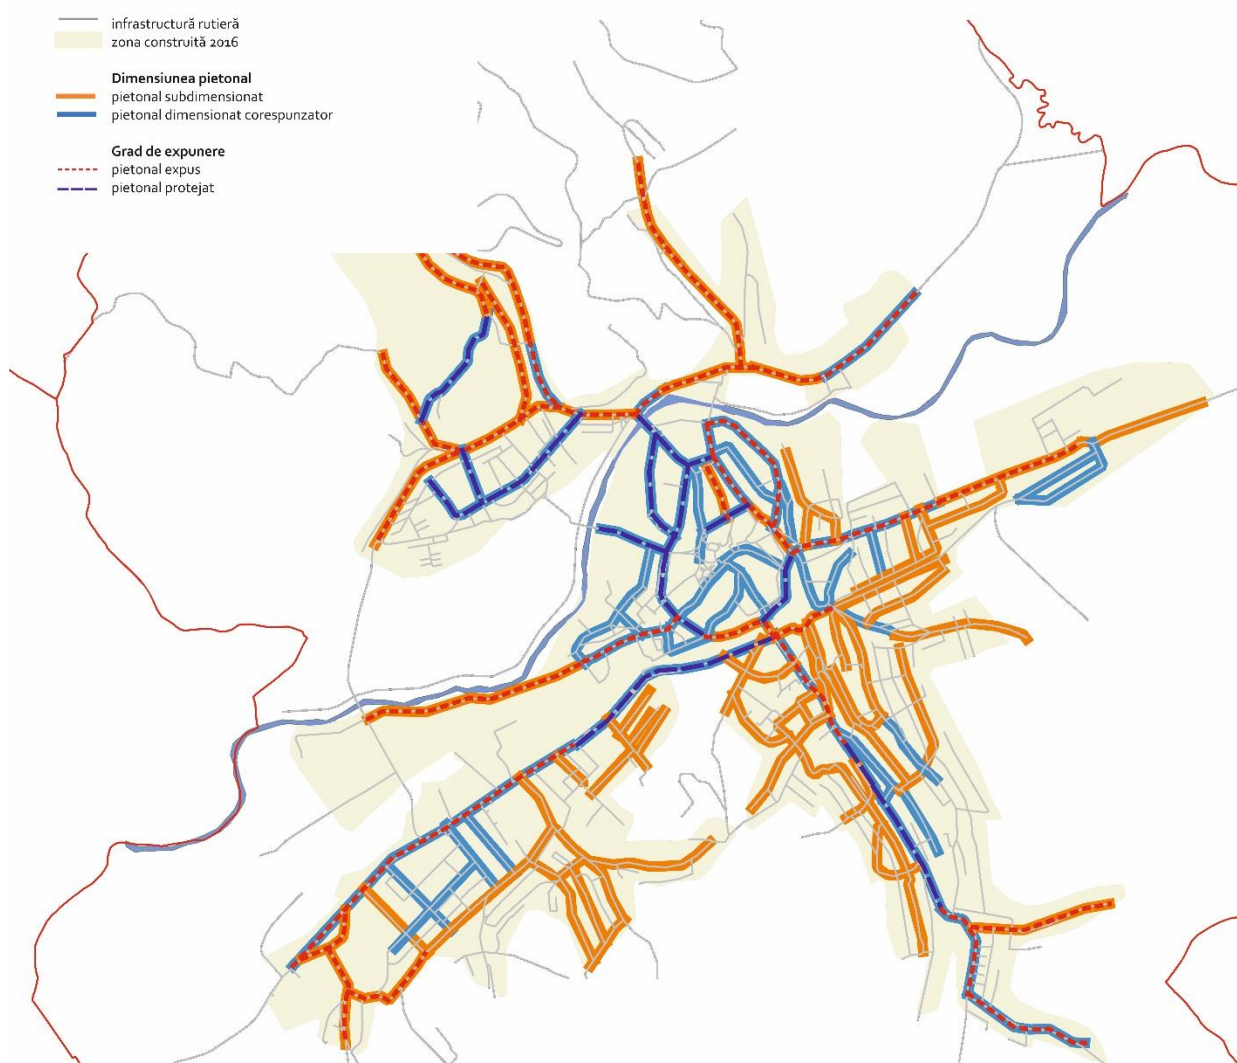 infrastructură rutieră
zona construită 2016
Dimensiunea pietonal
pietonal subdimensionat
pietonal dimensionat corespunzator
Grad de expunere
pietonal expus
pietonal protejat